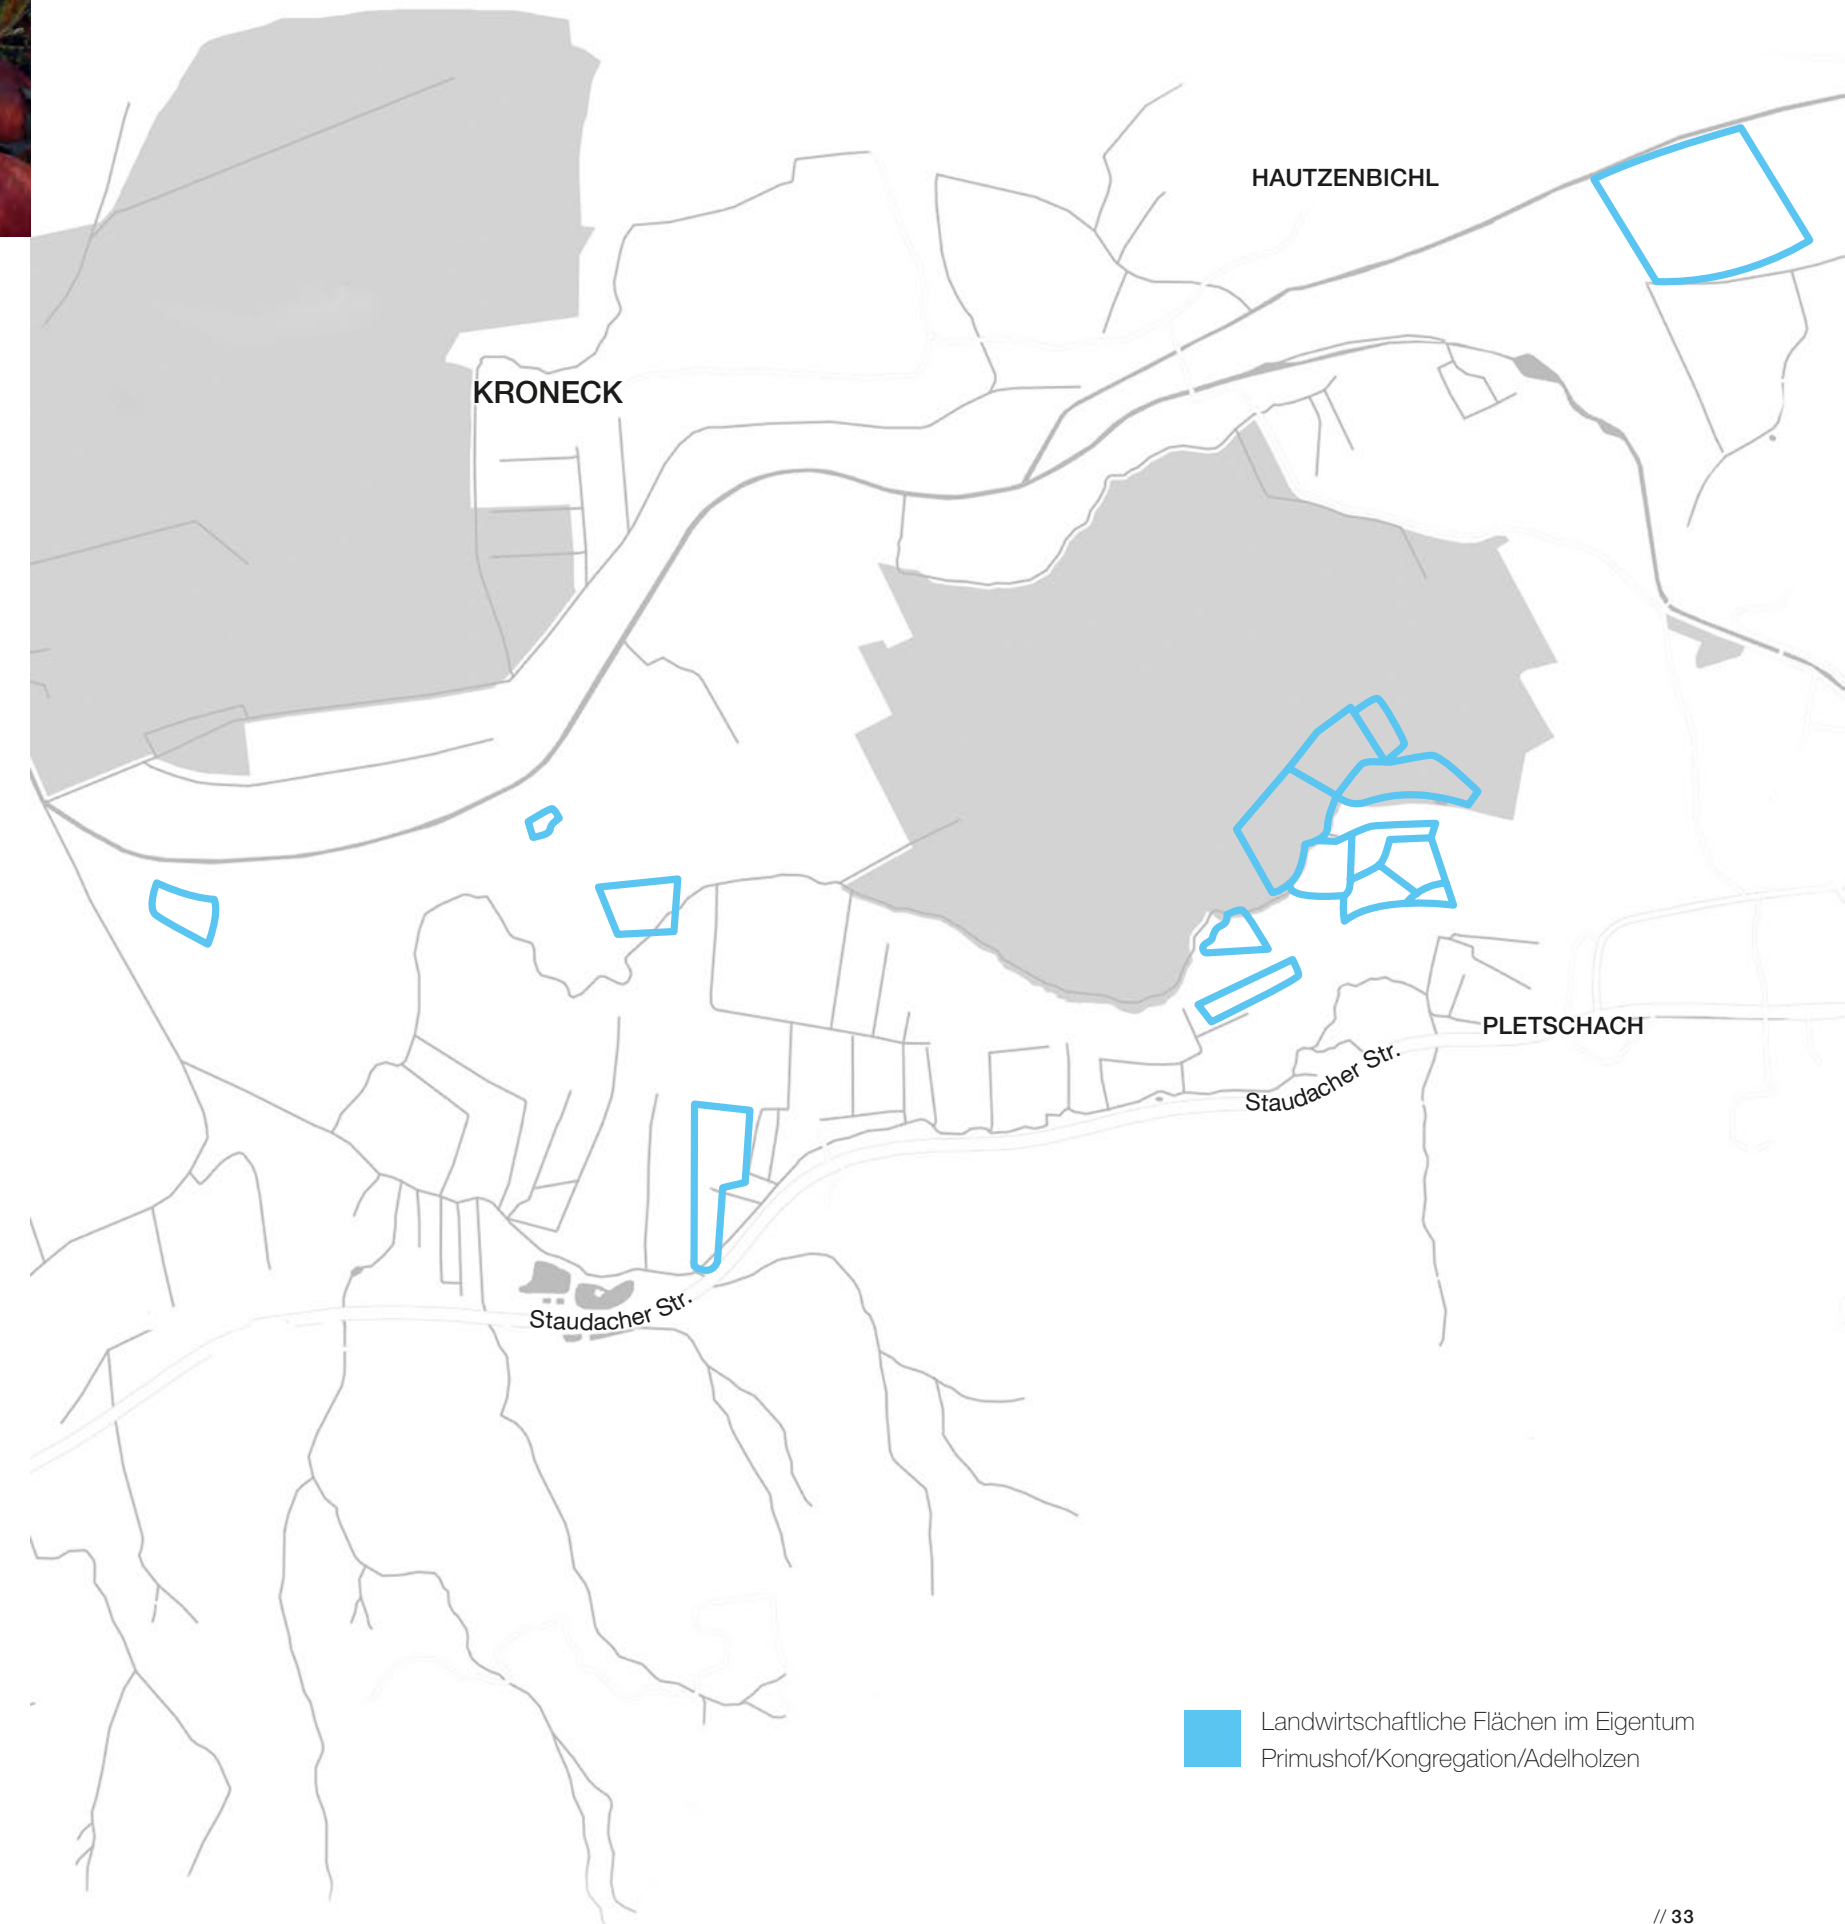 HAUTZENBICHL
KRONECK
PLETSCHACH
Staudacher Str.
Staudacher Str.
Landwirtschaftliche Flächen im Eigentum
Primushof/Kongregation/Adelholzen
// 33